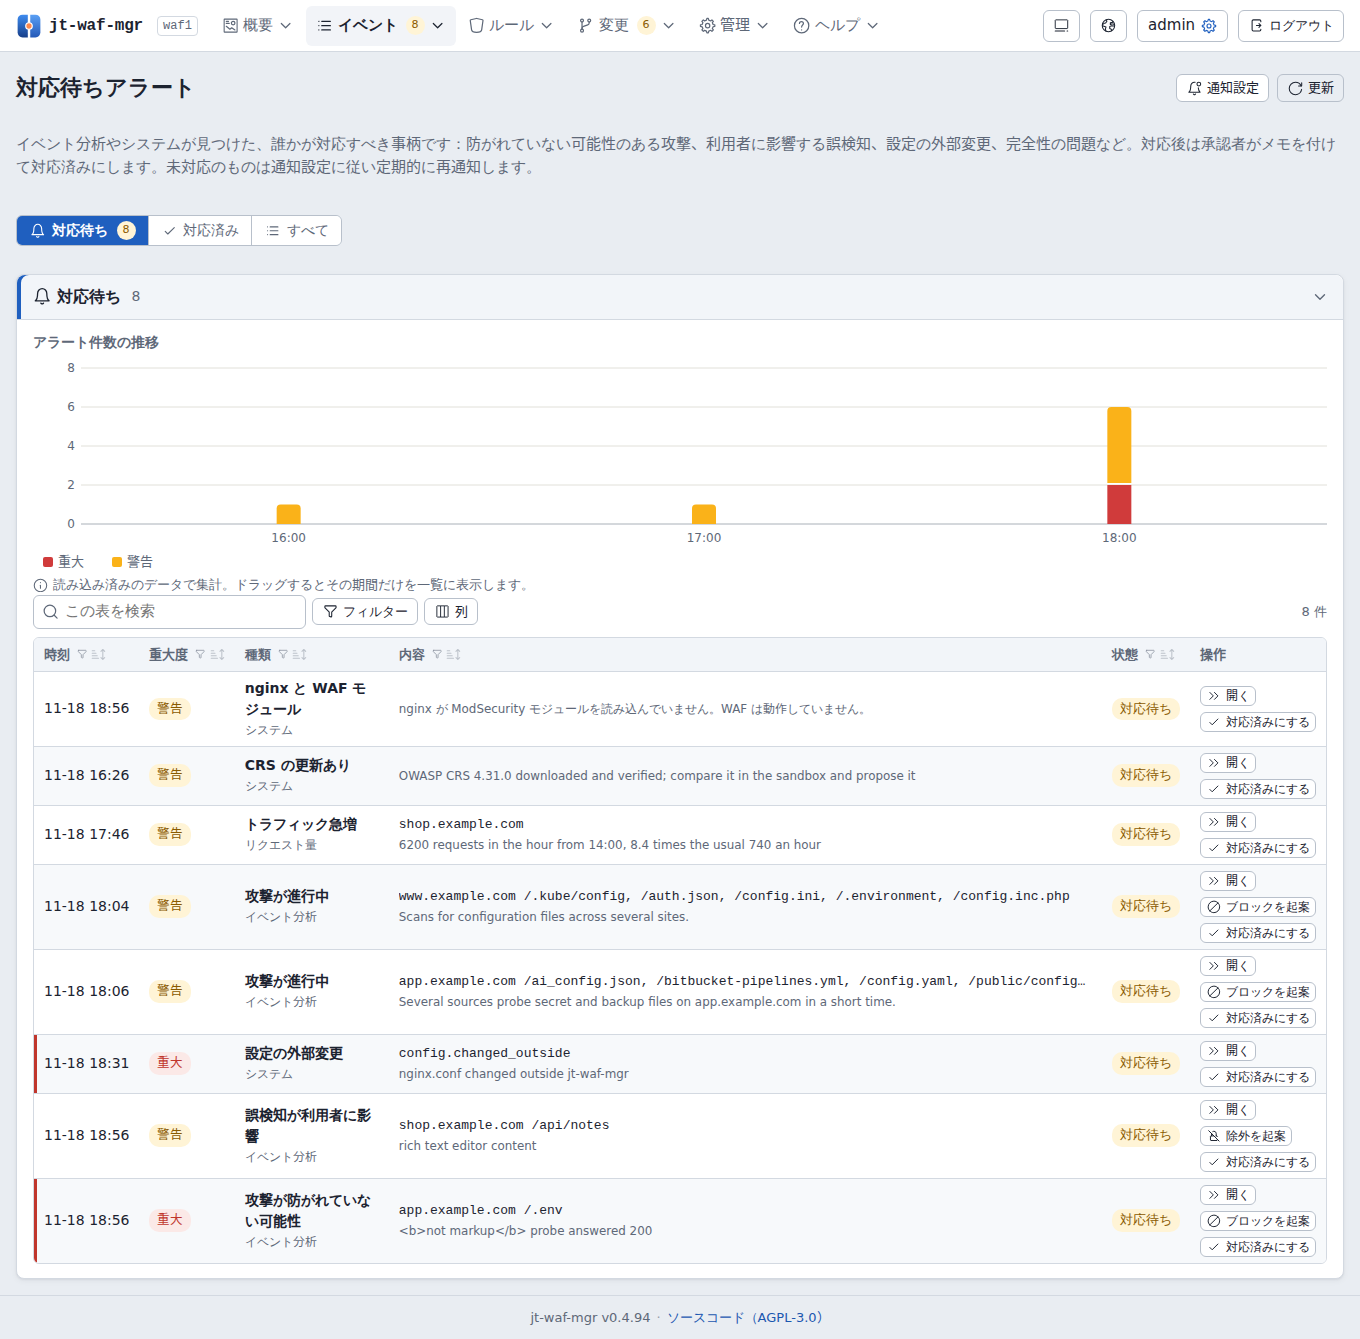 jt-waf-mgr waf1 概要 イベント 8 ルール 変更 6 管理 ヘルプ admin ログアウト
対応待ちアラート
通知設定 更新
イベント分析やシステムが見つけた、誰かが対応すべき事柄です：防がれていない可能性のある攻撃、利用者に影響する誤検知、設定の外部変更、完全性の問題など。対応後は承認者がメモを付け
て対応済みにします。未対応のものは通知設定に従い定期的に再通知します。
対応待ち 8 対応済み すべて
対応待ち 8
アラート件数の推移
8
6
4
2
0
16:00 17:00 18:00
重大 警告
読み込み済みのデータで集計。ドラッグするとその期間だけを一覧に表示します。
この表を検索 フィルター 列 8 件
時刻 重大度 種類 内容 状態 操作
11-18 18:56 警告 nginx と WAF モ
ジュール
システム
nginx が ModSecurity モジュールを読み込んでいません。WAF は動作していません。
対応待ち 開く
対応済みにする
11-18 16:26 警告 CRS の更新あり
システム
OWASP CRS 4.31.0 downloaded and verified; compare it in the sandbox and propose it
対応待ち 開く
対応済みにする
11-18 17:46 警告 トラフィック急増
リクエスト量
shop.example.com
6200 requests in the hour from 14:00, 8.4 times the usual 740 an hour
対応待ち 開く
対応済みにする
11-18 18:04 警告 攻撃が進行中
イベント分析
www.example.com /.kube/config, /auth.json, /config.ini, /.environment, /config.inc.php
Scans for configuration files across several sites.
対応待ち 開く
ブロックを起案
対応済みにする
11-18 18:06 警告 攻撃が進行中
イベント分析
app.example.com /ai_config.json, /bitbucket-pipelines.yml, /config.yaml, /public/config…
Several sources probe secret and backup files on app.example.com in a short time.
対応待ち 開く
ブロックを起案
対応済みにする
11-18 18:31 重大 設定の外部変更
システム
config.changed_outside
nginx.conf changed outside jt-waf-mgr
対応待ち 開く
対応済みにする
11-18 18:56 警告 誤検知が利用者に影
響
イベント分析
shop.example.com /api/notes
rich text editor content
対応待ち 開く
除外を起案
対応済みにする
11-18 18:56 重大 攻撃が防がれていな
い可能性
イベント分析
app.example.com /.env
<b>not markup</b> probe answered 200
対応待ち 開く
ブロックを起案
対応済みにする
jt-waf-mgr v0.4.94 · ソースコード（AGPL-3.0）